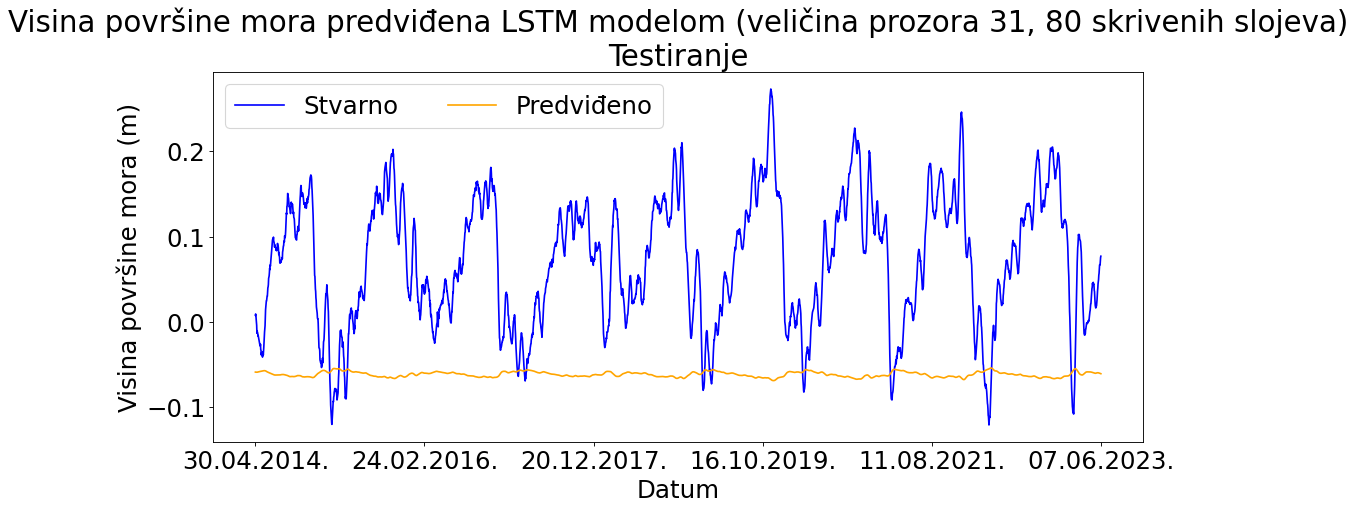 Visina površine mora predviđena LSTM modelom (veličina prozora 31, 80 skrivenih slojeva)
Testiranje
Stvarno
Predviđeno
Visina površine mora (m)
0.2
0.1
0.0
−0.1
30.04.2014.
24.02.2016.
20.12.2017.
16.10.2019.
11.08.2021.
07.06.2023.
Datum